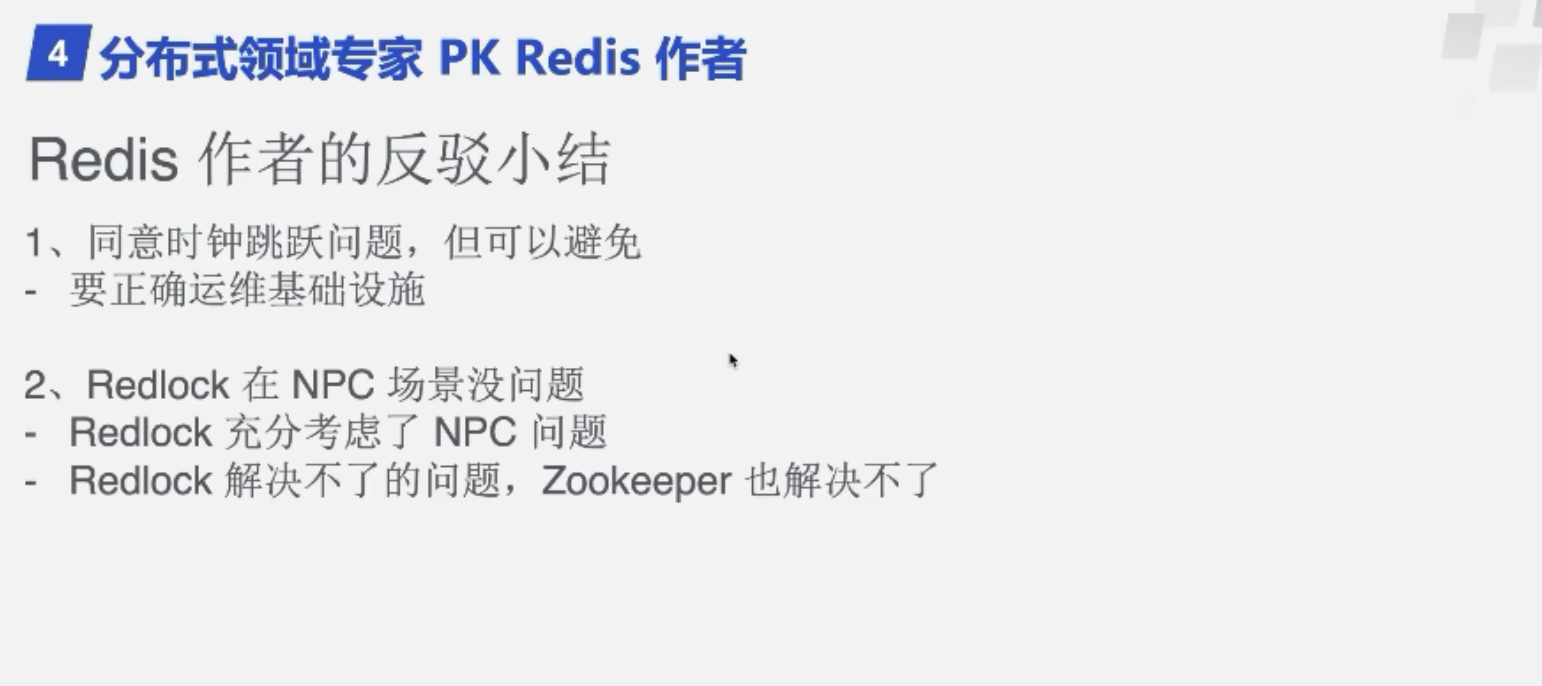 4 分布式领域专家 PK Redis 作者
Redis 作者的反驳小结
1、同意时钟跳跃问题，但可以避免
- 要正确运维基础设施
2、Redlock 在 NPC 场景没问题
- Redlock 充分考虑了 NPC 问题
- Redlock 解决不了的问题，Zookeeper 也解决不了